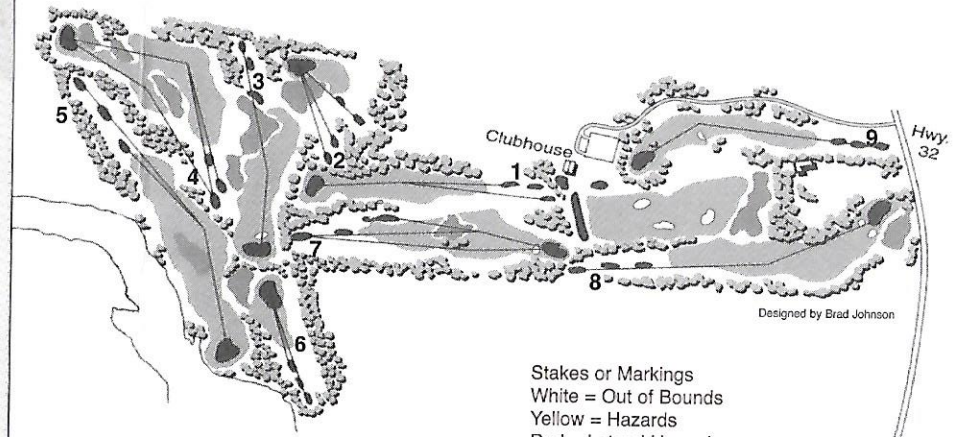 3
5
Hwy.
32
9
Clubhouse
2
1
4
7
8
Designed by Brad Johnson
6
Stakes or Markings
White = Out of Bounds
Yellow = Hazards